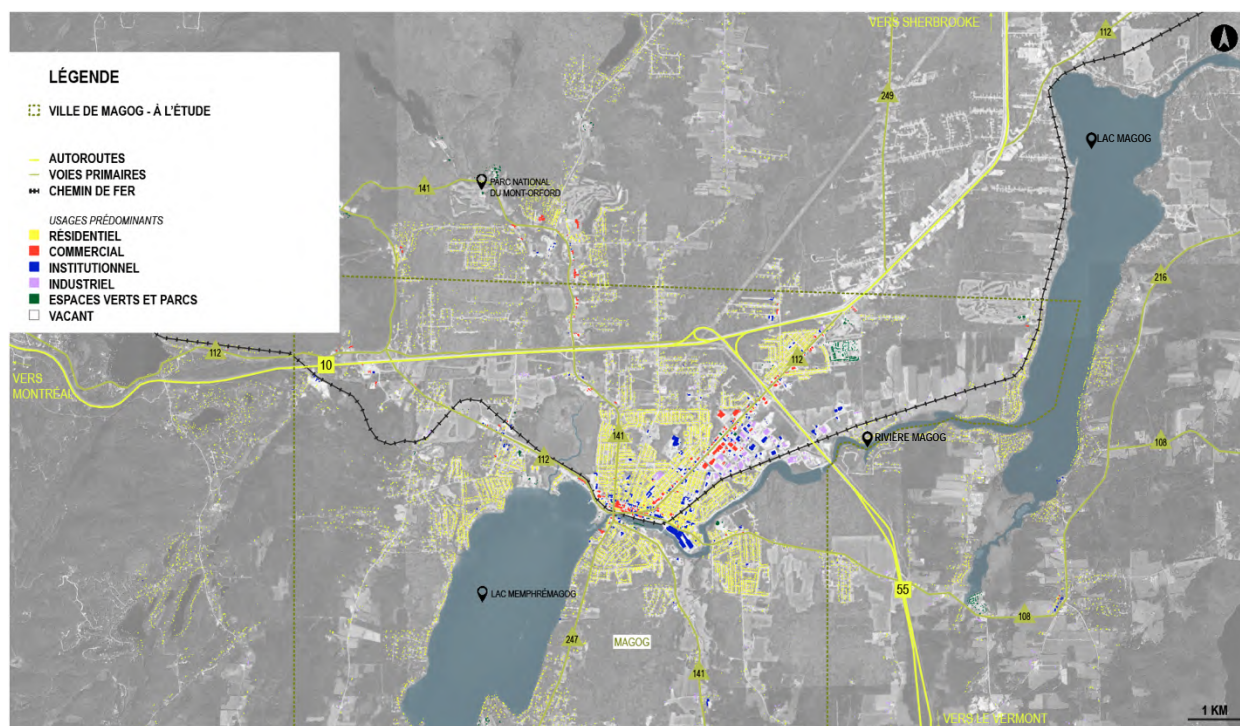 VERS SHERBROOKE
112
LÉGENDE
VILLE DE MAGOG - À L'ÉTUDE
AUTOROUTES
VOIES PRIMAIRES
CHEMIN DE FER
USAGES PRÉDOMINANTS
RÉSIDENTIEL
COMMERCIAL
INSTITUTIONNEL
INDUSTRIEL
ESPACES VERTS ET PARCS
VACANT
249
LAC MAGOG
141
PARC NATIONAL
DU MONT-ORFORD
216
112
10
112
VERS
MONTRÉAL
141
RIVIÈRE MAGOG
108
112
55
LAC MEMPHRÉMAGOG
108
247
MAGOG
141
1 KM
VERS LE VERMONT